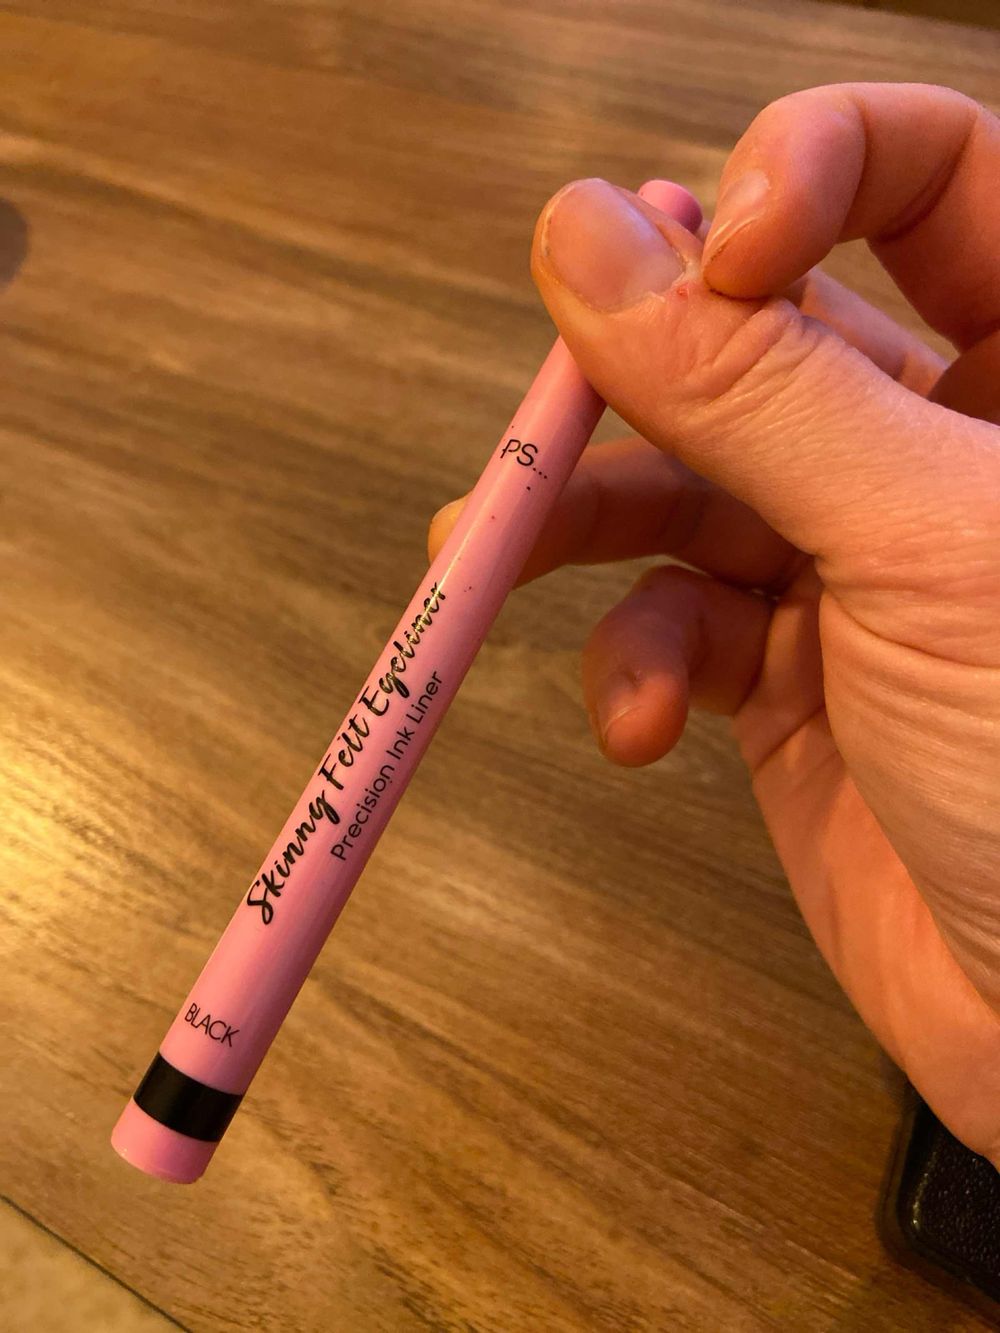 PS...
Skinny Felt Eyeliner
Precision Ink Liner
BLACK